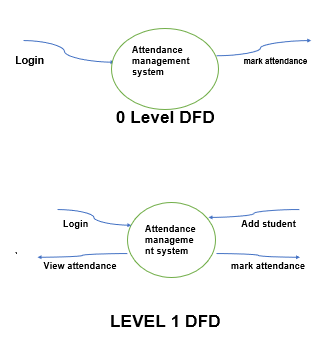 Attendance
management
system
Login
mark attendance
0 Level DFD
Login
Add student
Attendance
manageme
nt system
`
View attendance
mark attendance
LEVEL 1 DFD